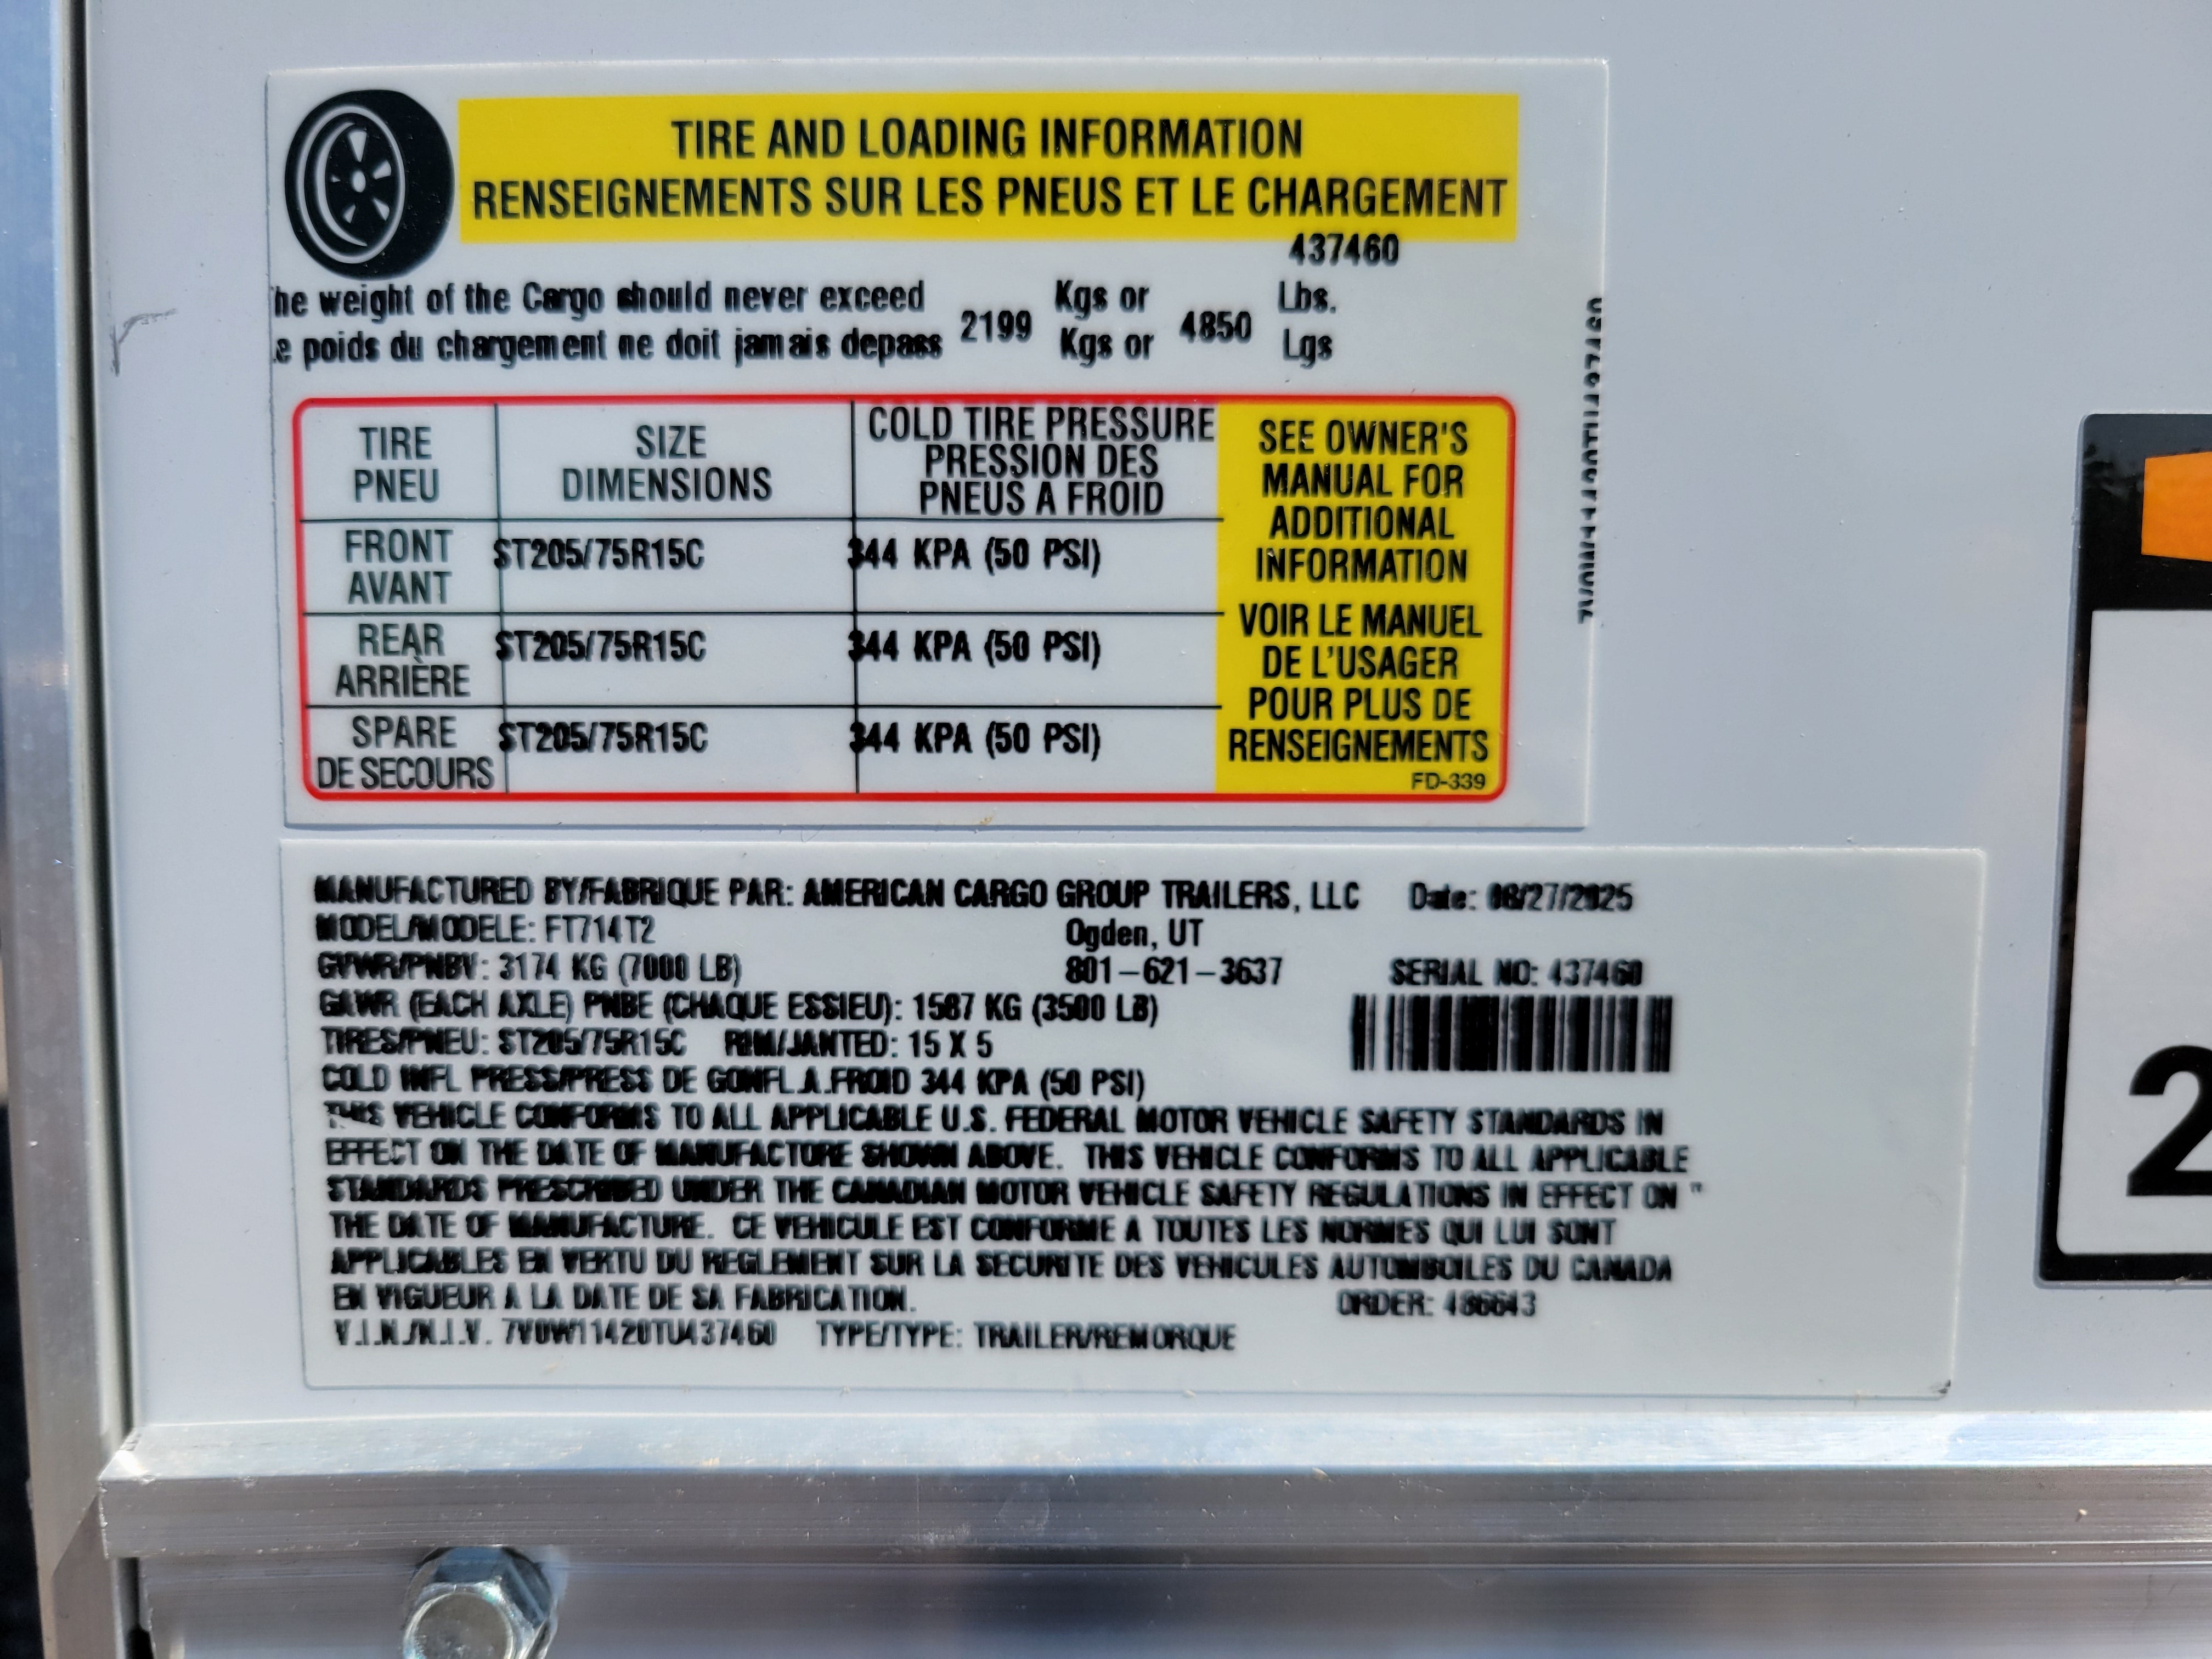 TIRE AND LOADING INFORMATION
RENSEIGNEMENTS SUR LES PNEUS ET LE CHARGEMENT
437460
he weight of the Cargo should never exceed 2199 Kgs or 4850 Lbs.
e poids du chargement ne doit jamais depass Kgs or Lgs
TIRE PNEU
SIZE DIMENSIONS
COLD TIRE PRESSURE
PRESSION DES
PNEUS A FROID
FRONT AVANT ST205/75R15C 344 KPA (50 PSI)
REAR ARRIÈRE ST205/75R15C 344 KPA (50 PSI)
SPARE DE SECOURS ST205/75R15C 344 KPA (50 PSI)
SEE OWNER'S
MANUAL FOR
ADDITIONAL
INFORMATION
VOIR LE MANUEL
DE L'USAGER
POUR PLUS DE
RENSEIGNEMENTS
FD-339
MANUFACTURED BY/FABRIQUE PAR: AMERICAN CARGO GROUP TRAILERS, LLC Date: 08/27/2025
MODEL/MODELE: FT714T2 Ogden, UT
GVWR/PNBV: 3174 KG (7000 LB) 801-621-3637 SERIAL NO: 437460
GAWR (EACH AXLE) PNBE (CHAQUE ESSIEU): 1587 KG (3500 LB)
TIRES/PNEU: ST205/75R15C RIM/JANTED: 15 X 5
COLD INFL PRESS/PRESS DE GONFL.A.FROID 344 KPA (50 PSI)
THIS VEHICLE CONFORMS TO ALL APPLICABLE U.S. FEDERAL MOTOR VEHICLE SAFETY STANDARDS IN
EFFECT ON THE DATE OF MANUFACTURE SHOWN ABOVE. THIS VEHICLE CONFORMS TO ALL APPLICABLE
STANDARDS PRESCRIBED UNDER THE CANADIAN MOTOR VEHICLE SAFETY REGULATIONS IN EFFECT ON "
THE DATE OF MANUFACTURE. CE VEHICULE EST CONFORME A TOUTES LES NORMES QUI LUI SONT
APPLICABLES EN VERTU DU REGLEMENT SUR LA SECURITE DES VEHICULES AUTOMBOILES DU CANADA
EN VIGUEUR A LA DATE DE SA FABRICATION. ORDER: 486643
V.I.N./N.I.V. 7V0W11420TU437460 TYPE/TYPE: TRAILER/REMORQUE
2